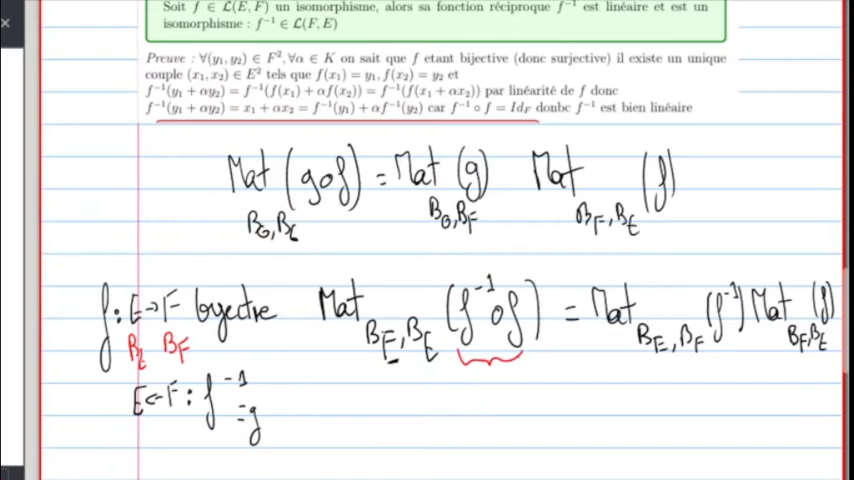 Soit f ∈ L(E, F) un isomorphisme, alors sa fonction réciproque f⁻¹ est linéaire et est un
isomorphisme : f⁻¹ ∈ L(F, E)
Preuve : ∀(y₁, y₂) ∈ F², ∀α ∈ K on sait que f etant bijective (donc surjective) il existe un unique
couple (x₁, x₂) ∈ E² tels que f(x₁) = y₁, f(x₂) = y₂ et
f⁻¹(y₁ + αy₂) = f⁻¹(f(x₁) + αf(x₂)) = f⁻¹(f(x₁ + αx₂)) par linéarité de f donc
f⁻¹(y₁ + αy₂) = x₁ + αx₂ = f⁻¹(y₁) + αf⁻¹(y₂) car f⁻¹ ∘ f = Id_F donbc f⁻¹ est bien linéaire
Mat (g∘f) = Mat (g) Mat (f)
B_G, B_E B_G, B_F B_F, B_E
f : E → F bijective Mat (f⁻¹∘f) = Mat (f⁻¹) Mat (f)
B_E B_F B_E, B_E B_E, B_F B_F, B_E
E ← F : f⁻¹
= g